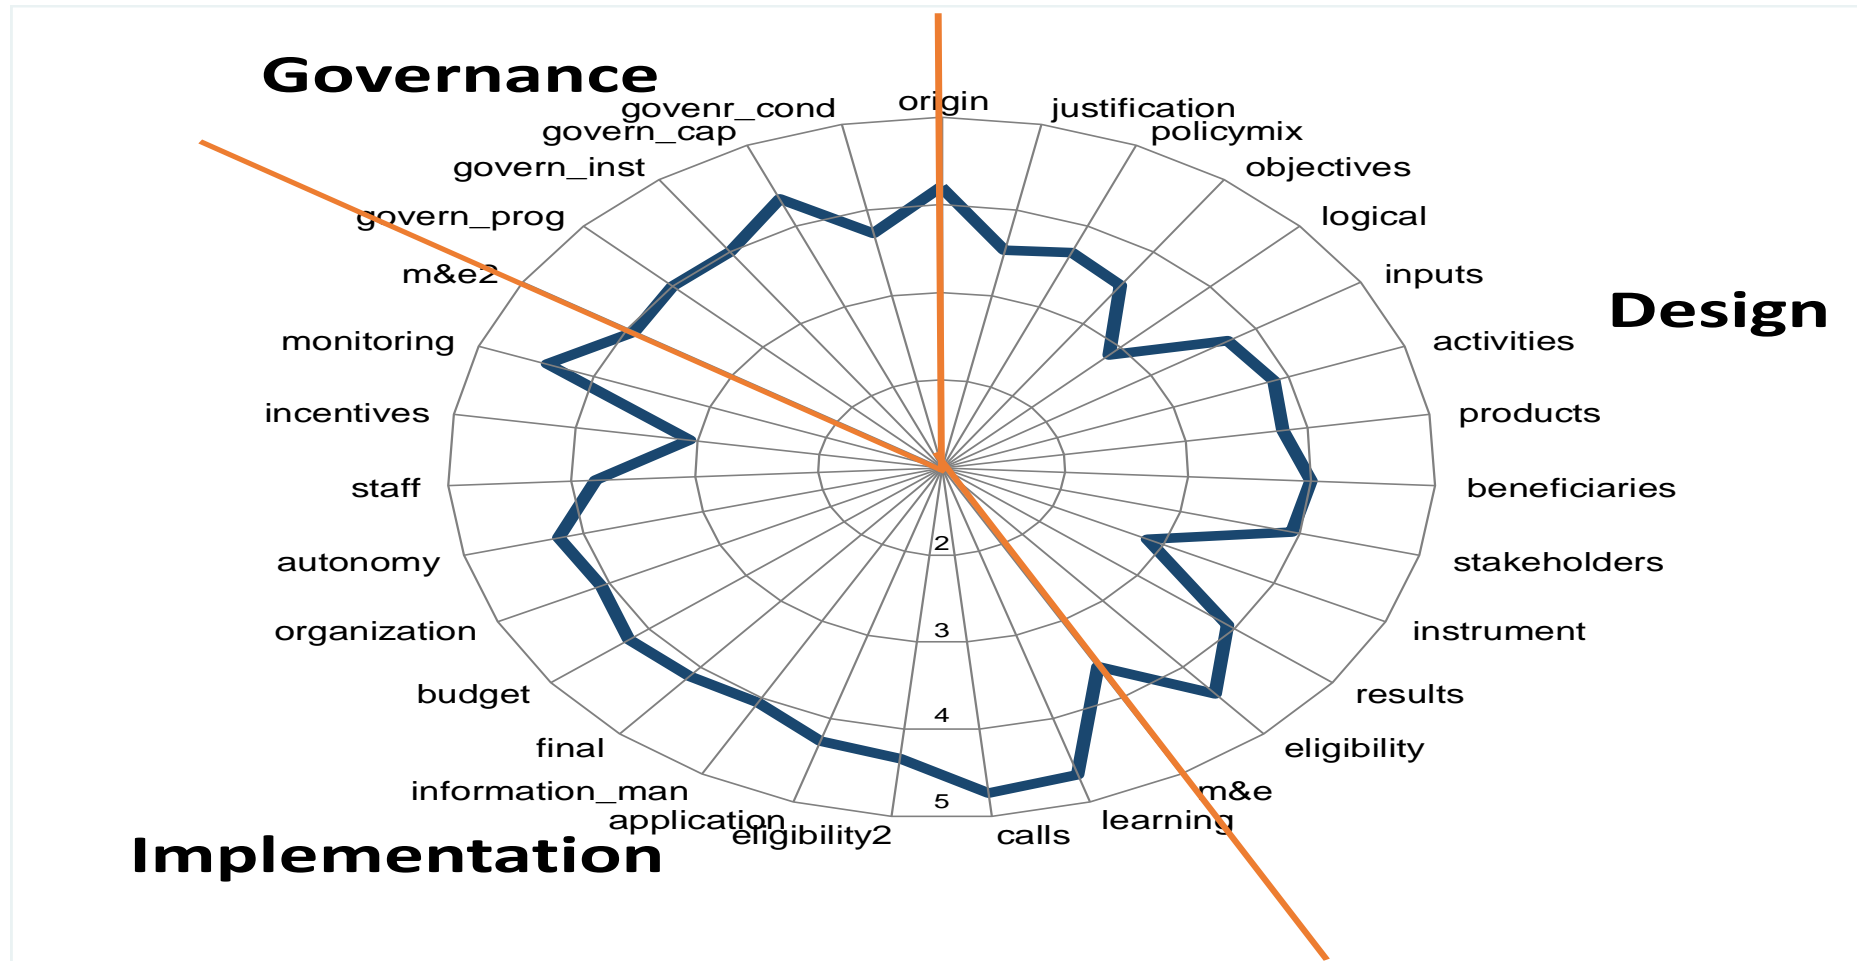 Governance
origin
justification
policymix
objectives
logical
inputs
activities
products
beneficiaries
stakeholders
instrument
results
eligibility
m&e
learning
calls
eligibility2
application
information_man
final
budget
organization
autonomy
staff
incentives
monitoring
m&e2
govern_prog
govern_inst
govern_cap
govenr_cond
Design
2
3
4
5
Implementation